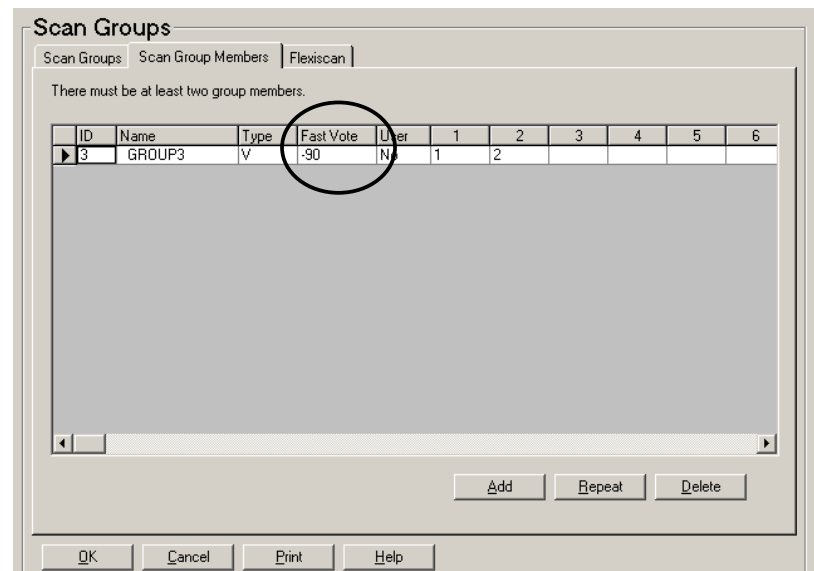 Scan Groups
Scan Groups Scan Group Members Flexiscan
There must be at least two group members.
ID Name Type Fast Vote User 1 2 3 4 5 6
3 GROUP3 V -90 No 1 2
Add Repeat Delete
OK Cancel Print Help